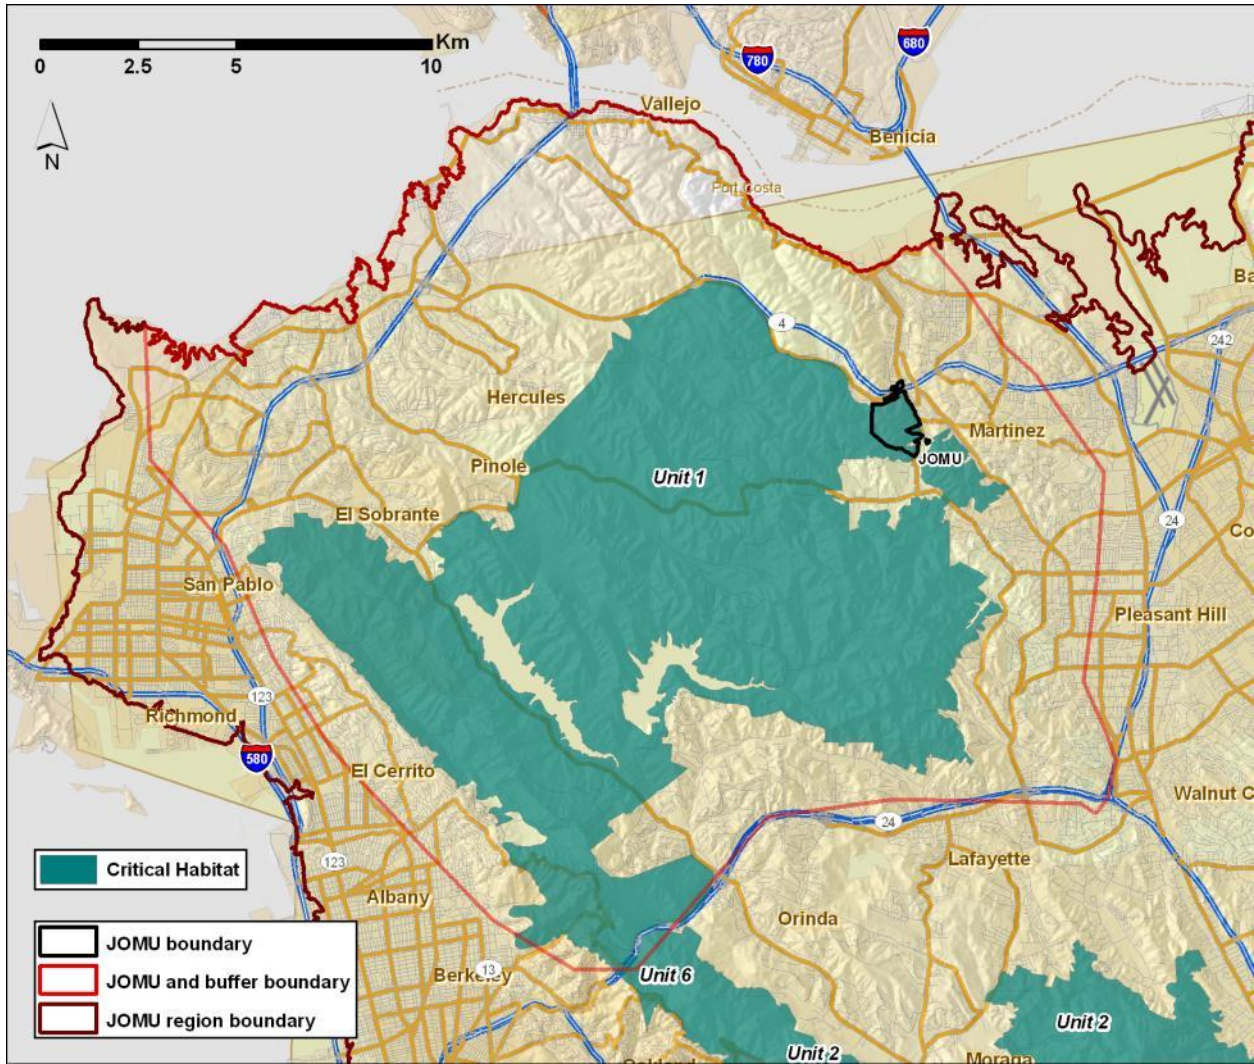 Km
0 2.5 5 10
N
780
680
Vallejo
Benicia
Port Costa
Ba
4
242
Hercules
Martinez
JOMU
Pinole
Unit 1
El Sobrante
24
Co
San Pablo
Pleasant Hill
123
Richmond
580
El Cerrito
Walnut C
24
123
Lafayette
Critical Habitat
Albany
Orinda
JOMU boundary
13
Berkeley
Unit 6
JOMU and buffer boundary
JOMU region boundary
Unit 2
Unit 2
Moraga